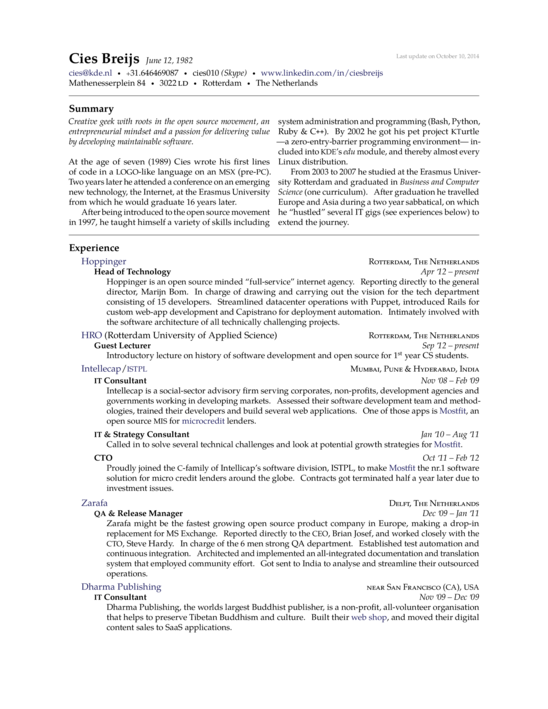 Cies Breijs June 12, 1982
Last update on October 10, 2014
cies@kde.nl • +31.646469087 • cies010 (Skype) • www.linkedin.com/in/ciesbreijs
Mathenesserplein 84 • 3022 LD • Rotterdam • The Netherlands
Summary
Creative geek with roots in the open source movement, an
entrepreneurial mindset and a passion for delivering value
by developing maintainable software.
At the age of seven (1989) Cies wrote his first lines
of code in a LOGO-like language on an MSX (pre-PC).
Two years later he attended a conference on an emerging
new technology, the Internet, at the Erasmus University
from which he would graduate 16 years later.
After being introduced to the open source movement
in 1997, he taught himself a variety of skills including
system administration and programming (Bash, Python,
Ruby & C++). By 2002 he got his pet project KTurtle
—a zero-entry-barrier programming environment— in-
cluded into KDE's edu module, and thereby almost every
Linux distribution.
From 2003 to 2007 he studied at the Erasmus Univer-
sity Rotterdam and graduated in Business and Computer
Science (one curriculum). After graduation he travelled
Europe and Asia during a two year sabbatical, on which
he "hustled" several IT gigs (see experiences below) to
extend the journey.
Experience
Hoppinger Rotterdam, The Netherlands
Head of Technology Apr '12 – present
Hoppinger is an open source minded "full-service" internet agency. Reporting directly to the general
director, Marijn Bom. In charge of drawing and carrying out the vision for the tech department
consisting of 15 developers. Streamlined datacenter operations with Puppet, introduced Rails for
custom web-app development and Capistrano for deployment automation. Intimately involved with
the software architecture of all technically challenging projects.
HRO (Rotterdam University of Applied Science) Rotterdam, The Netherlands
Guest Lecturer Sep '12 – present
Introductory lecture on history of software development and open source for 1st year CS students.
Intellecap/ISTPL Mumbai, Pune & Hyderabad, India
IT Consultant Nov '08 – Feb '09
Intellecap is a social-sector advisory firm serving corporates, non-profits, development agencies and
governments working in developing markets. Assessed their software development team and method-
ologies, trained their developers and build several web applications. One of those apps is Mostfit, an
open source MIS for microcredit lenders.
IT & Strategy Consultant Jan '10 – Aug '11
Called in to solve several technical challenges and look at potential growth strategies for Mostfit.
CTO Oct '11 – Feb '12
Proudly joined the C-family of Intellicap's software division, ISTPL, to make Mostfit the nr.1 software
solution for micro credit lenders around the globe. Contracts got terminated half a year later due to
investment issues.
Zarafa Delft, The Netherlands
QA & Release Manager Dec '09 – Jan '11
Zarafa might be the fastest growing open source product company in Europe, making a drop-in
replacement for MS Exchange. Reported directly to the CEO, Brian Josef, and worked closely with the
CTO, Steve Hardy. In charge of the 6 men strong QA department. Established test automation and
continuous integration. Architected and implemented an all-integrated documentation and translation
system that employed community effort. Got sent to India to analyse and streamline their outsourced
operations.
Dharma Publishing near San Francisco (CA), USA
IT Consultant Nov '09 – Dec '09
Dharma Publishing, the worlds largest Buddhist publisher, is a non-profit, all-volunteer organisation
that helps to preserve Tibetan Buddhism and culture. Built their web shop, and moved their digital
content sales to SaaS applications.